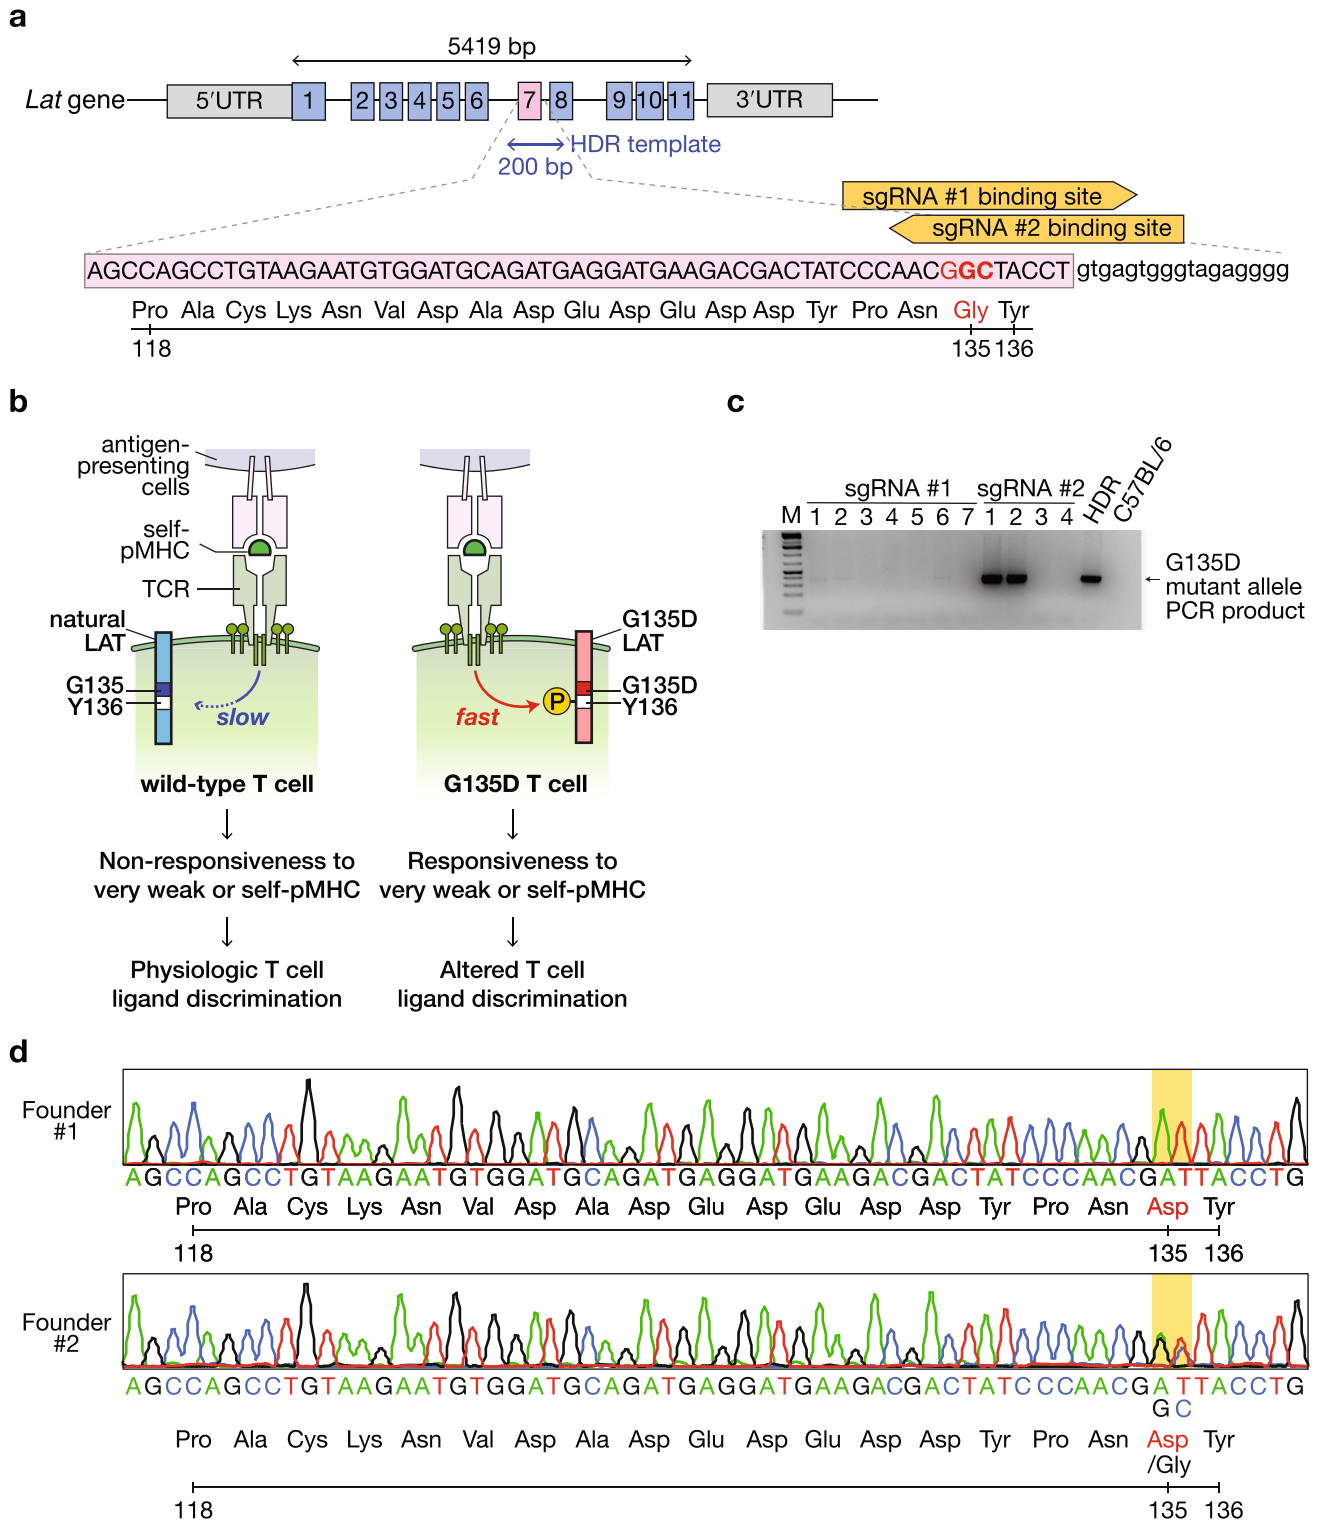 a
5419 bp
Lat gene
5′UTR
1
2
3
4
5
6
7
8
9
10
11
3′UTR
HDR template
200 bp
sgRNA #1 binding site
sgRNA #2 binding site
AGCCAGCCTGTAAGAATGTGGATGCAGATGAGGATGAAGACGACTATCCCAACGGCTACCT gtgagtgggtagagggg
Pro Ala Cys Lys Asn Val Asp Ala Asp Glu Asp Glu Asp Asp Tyr Pro Asn Gly Tyr
118 135 136
b
antigen-
presenting
cells
self-
pMHC
TCR
natural
LAT
G135
Y136
slow
wild-type T cell
Non-responsiveness to
very weak or self-pMHC
Physiologic T cell
ligand discrimination
G135D
LAT
G135D
Y136
P
fast
G135D T cell
Responsiveness to
very weak or self-pMHC
Altered T cell
ligand discrimination
c
sgRNA #1 sgRNA #2
M 1 2 3 4 5 6 7 1 2 3 4 HDR C57BL/6
G135D
mutant allele
PCR product
d
Founder
#1
AGCCAGCCTGTAAGAATGTGGATGCAGATGAGGATGAAGACGACTATCCCAACGATTACCTG
Pro Ala Cys Lys Asn Val Asp Ala Asp Glu Asp Glu Asp Asp Tyr Pro Asn Asp Tyr
118 135 136
Founder
#2
AGCCAGCCTGTAAGAATGTGGATGCAGATGAGGATGAAGACGACTATCCCAACGATTACCTG
GC
Pro Ala Cys Lys Asn Val Asp Ala Asp Glu Asp Glu Asp Asp Tyr Pro Asn Asp Tyr
/Gly
118 135 136